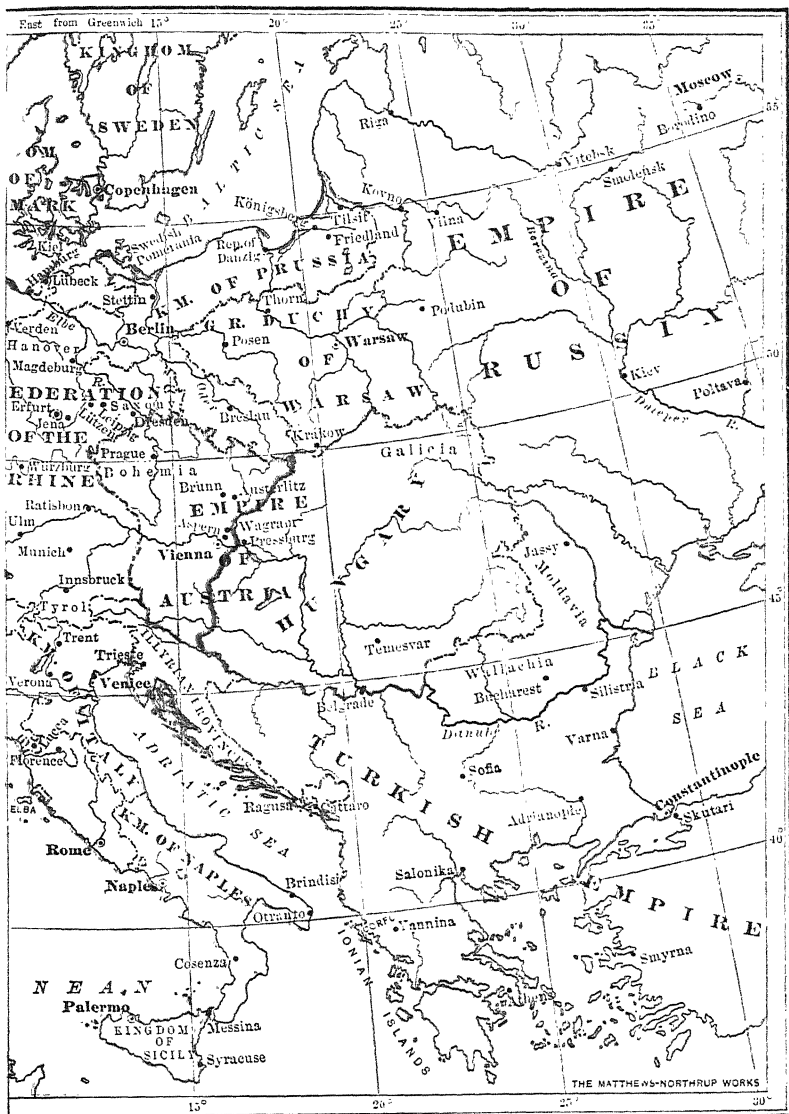 East from Greenwich 15° 20° 25° 30° 35°
KINGDOM
OF
SWEDEN
BALTIC SEA
Moscow
Borodino
55
Riga
Vitebsk
Smolensk
OM
OF
MARK
Copenhagen
Kovno
Königsberg
Tilsit
Vilna
Friedland
EMPIRE
OF
RUSSIA
Kiel
Swedish
Pomerania
Rep. of
Danzig
Hamburg
Lübeck
KM. OF PRUSSIA
Beresina
Stettin
Thorn
Elbe
Berlin
GR. DUCHY
OF
WARSAW
Podubin
Verden
Hanover
Posen
Warsaw
Magdeburg
50
Kiev
Poltava
Dnieper R.
EDERATION
OF THE
RHINE
R.
Oder
Erfurt
Saxony
Leipzig
Jena
Lützen
Dresden
Breslau
Krakow
Prague
Galicia
Würzburg
Bohemia
Brunn
Austerlitz
Ratisbon
EMPIRE
OF
AUSTRIA
Aspern
Wagram
Ulm
Vienna
Pressburg
Munich
HUNGARY
Jassy
Moldavia
Innsbruck
Tyrol
45
Trent
Temesvar
KM. O
ITALY
Trieste
ILLYRIAN PROVINCES
Wallachia
BLACK
SEA
Verona
Venice
Bucharest
Silistria
Belgrade
Danube R.
Varna
Lucca
Florence
ADRIATIC SEA
TURKISH
EMPIRE
Sofia
Constantinople
Skutari
ELBA
Ragusa
Cattaro
Adrianople
40°
KM. OF NAPLES
Rome
Naples
Brindisi
Salonika
Otranto
CORFU
Yannina
IONIAN
ISLANDS
Smyrna
Cosenza
Athens
NEAN
Palermo
KINGDOM
OF
SICILY
Messina
Syracuse
THE MATTHEWS-NORTHRUP WORKS
15° 20° 25° 30°